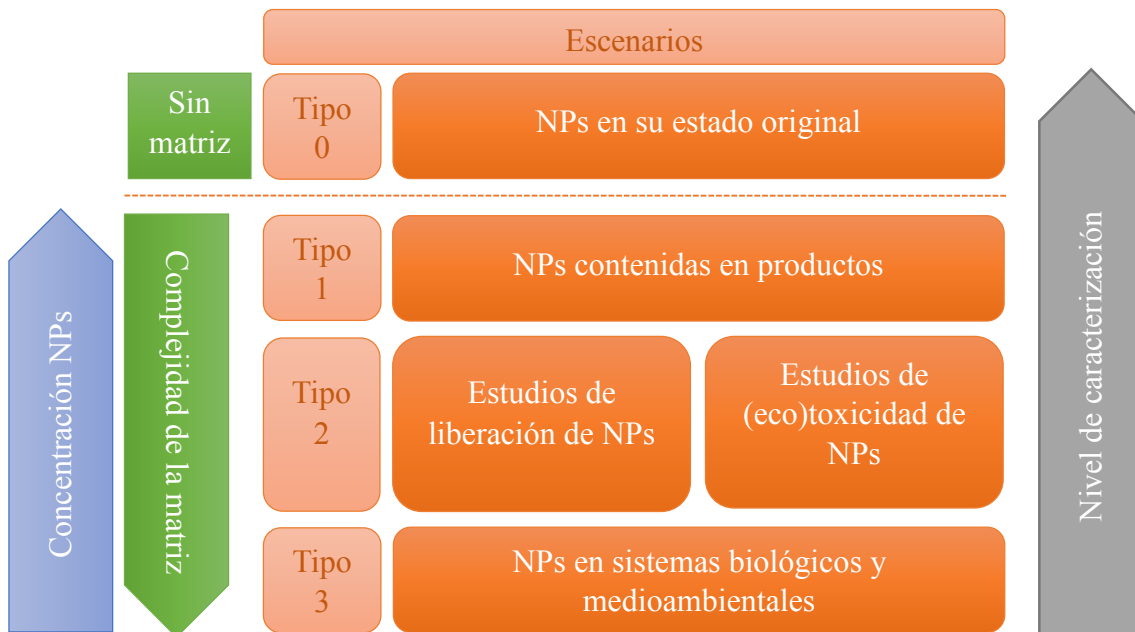 Escenarios
Sin
matriz
Tipo
0
NPs en su estado original
Concentración NPs
Complejidad de la matriz
Tipo
1
NPs contenidas en productos
Tipo
2
Estudios de
liberación de NPs
Estudios de
(eco)toxicidad de
NPs
Tipo
3
NPs en sistemas biológicos y
medioambientales
Nivel de caracterización